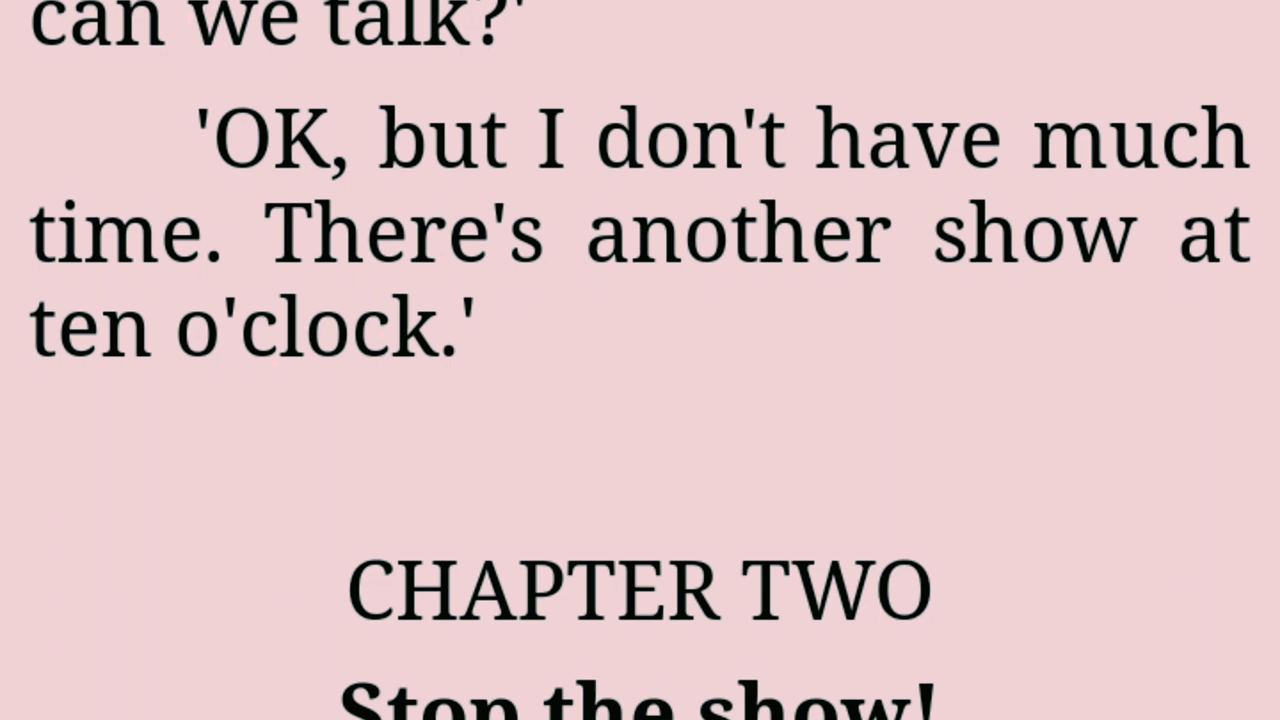 can we talk?'
'OK, but I don't have much
time. There's another show at
ten o'clock.'
CHAPTER TWO
Stop the show!